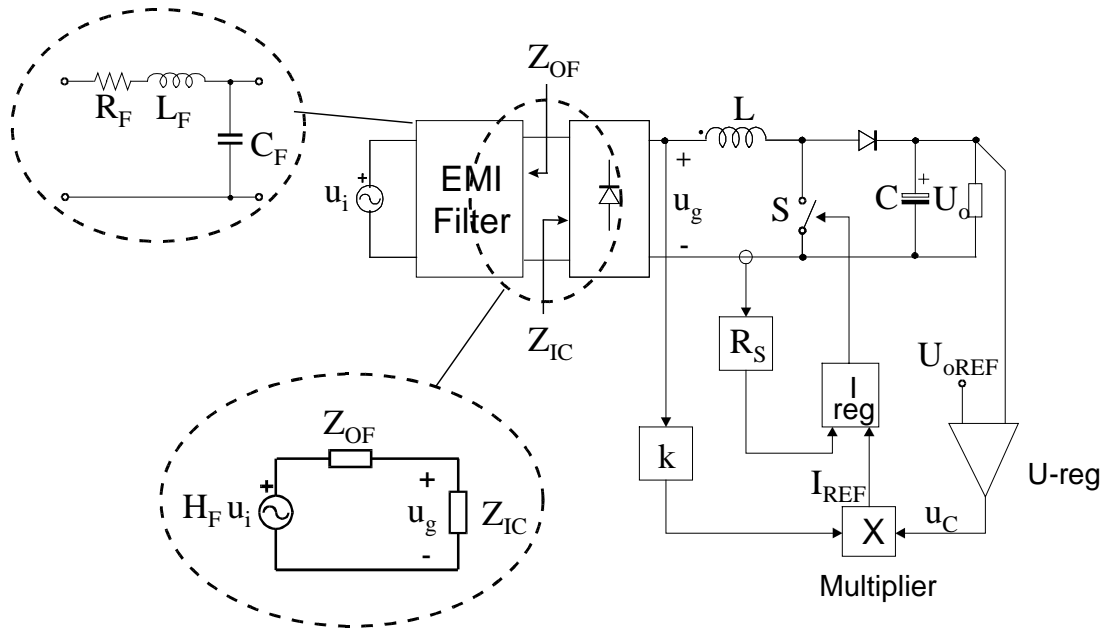 Z_OF
R_F L_F
C_F
u_i
+
EMI
Filter
Z_IC
+
u_g
-
L
S
C
+
U_o
R_S
I
reg
U_oREF
k
I_REF
X
Multiplier
u_C
U-reg
Z_OF
+
H_F u_i
+
u_g
-
Z_IC